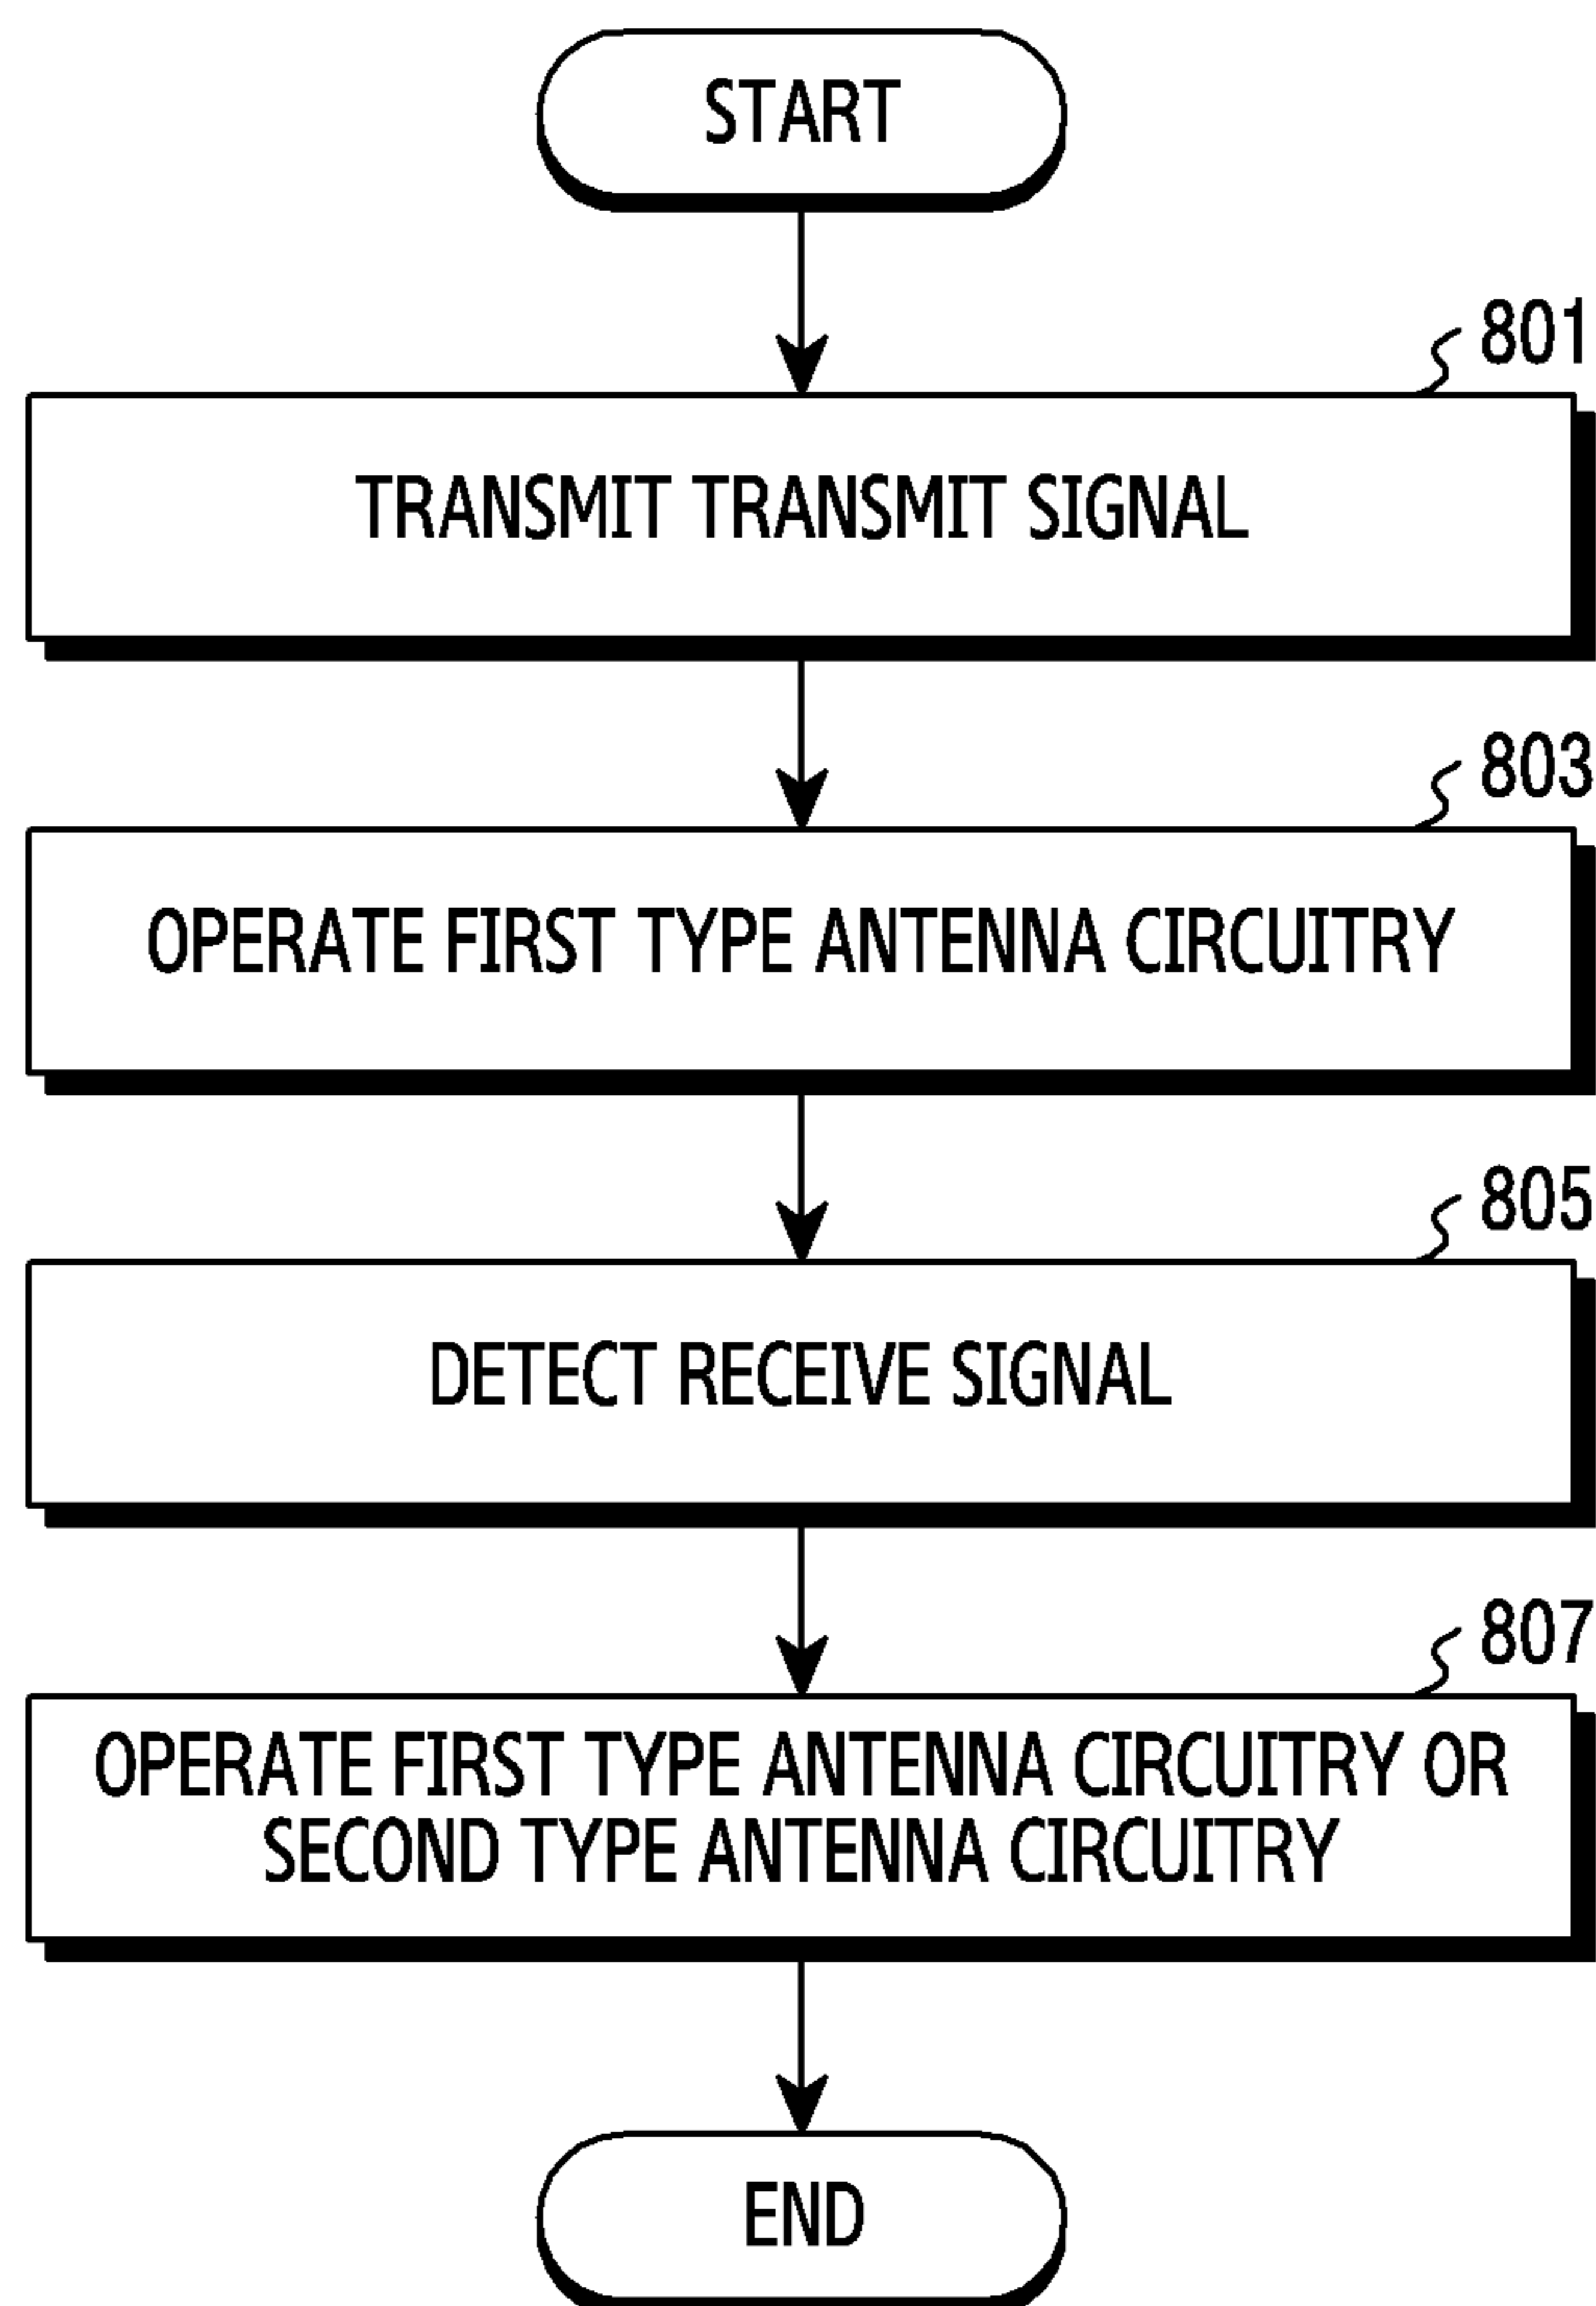 START
801
TRANSMIT TRANSMIT SIGNAL
803
OPERATE FIRST TYPE ANTENNA CIRCUITRY
805
DETECT RECEIVE SIGNAL
807
OPERATE FIRST TYPE ANTENNA CIRCUITRY OR
SECOND TYPE ANTENNA CIRCUITRY
END